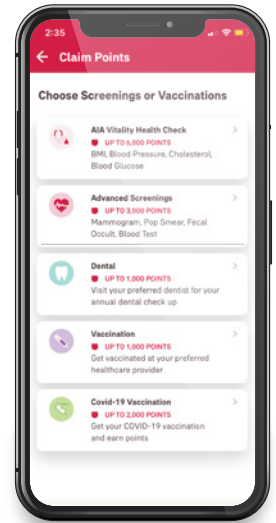 2:35
Claim Points
Choose Screenings or Vaccinations
AIA Vitality Health Check
UP TO 6,000 POINTS
BMI, Blood Pressure, Cholesterol,
Blood Glucose
Advanced Screenings
UP TO 3,000 POINTS
Mammogram, Pop Smear, Fecal
Occult, Blood Test
Dental
UP TO 1,000 POINTS
Visit your preferred dentist for your
annual dental check up
Vaccination
UP TO 1,000 POINTS
Get vaccinated at your preferred
healthcare provider
Covid-19 Vaccination
UP TO 2,000 POINTS
Get your COVID-19 vaccination
and earn points